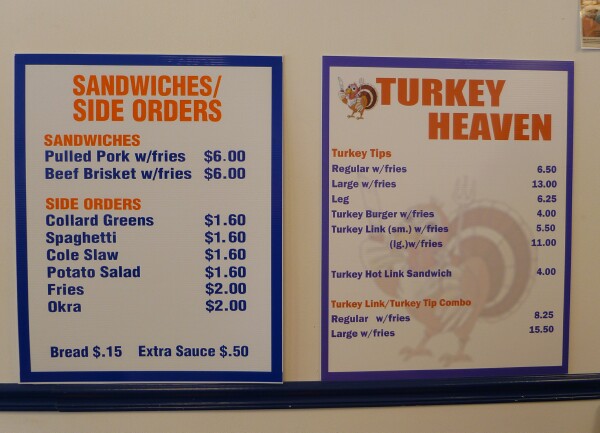 SANDWICHES/
SIDE ORDERS
SANDWICHES
Pulled Pork w/fries $6.00
Beef Brisket w/fries $6.00
SIDE ORDERS
Collard Greens $1.60
Spaghetti $1.60
Cole Slaw $1.60
Potato Salad $1.60
Fries $2.00
Okra $2.00
Bread $.15 Extra Sauce $.50
TURKEY
HEAVEN
Turkey Tips
Regular w/fries 6.50
Large w/fries 13.00
Leg 6.25
Turkey Burger w/fries 4.00
Turkey Link (sm.) w/fries 5.50
(lg.)w/fries 11.00
Turkey Hot Link Sandwich 4.00
Turkey Link/Turkey Tip Combo
Regular w/fries 8.25
Large w/fries 15.50